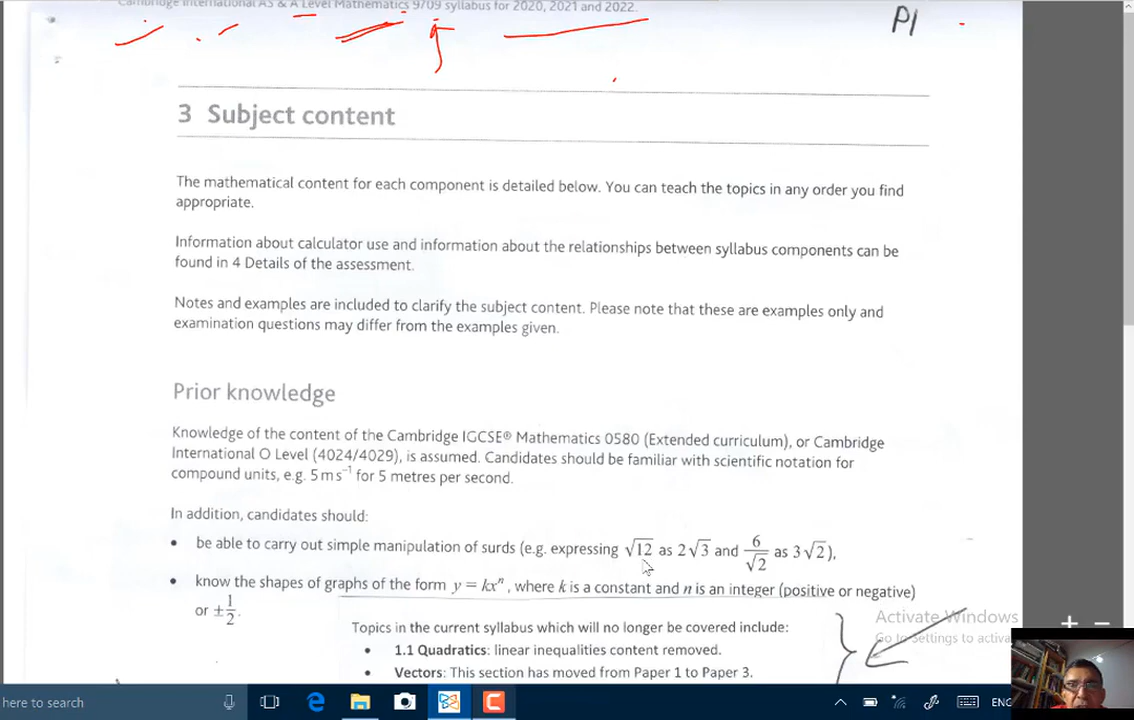 Cambridge International AS & A Level Mathematics 9709 syllabus for 2020, 2021 and 2022.
P1
3 Subject content
The mathematical content for each component is detailed below. You can teach the topics in any order you find
appropriate.
Information about calculator use and information about the relationships between syllabus components can be
found in 4 Details of the assessment.
Notes and examples are included to clarify the subject content. Please note that these are examples only and
examination questions may differ from the examples given.
Prior knowledge
Knowledge of the content of the Cambridge IGCSE® Mathematics 0580 (Extended curriculum), or Cambridge
International O Level (4024/4029), is assumed. Candidates should be familiar with scientific notation for
compound units, e.g. 5 m s⁻¹ for 5 metres per second.
In addition, candidates should:
• be able to carry out simple manipulation of surds (e.g. expressing √12 as 2√3 and 6/√2 as 3√2),
• know the shapes of graphs of the form y = kxⁿ, where k is a constant and n is an integer (positive or negative)
or ±1/2.
Topics in the current syllabus which will no longer be covered include:
• 1.1 Quadratics: linear inequalities content removed.
• Vectors: This section has moved from Paper 1 to Paper 3.
Activate Windows
Go to Settings to activa
here to search
ENG